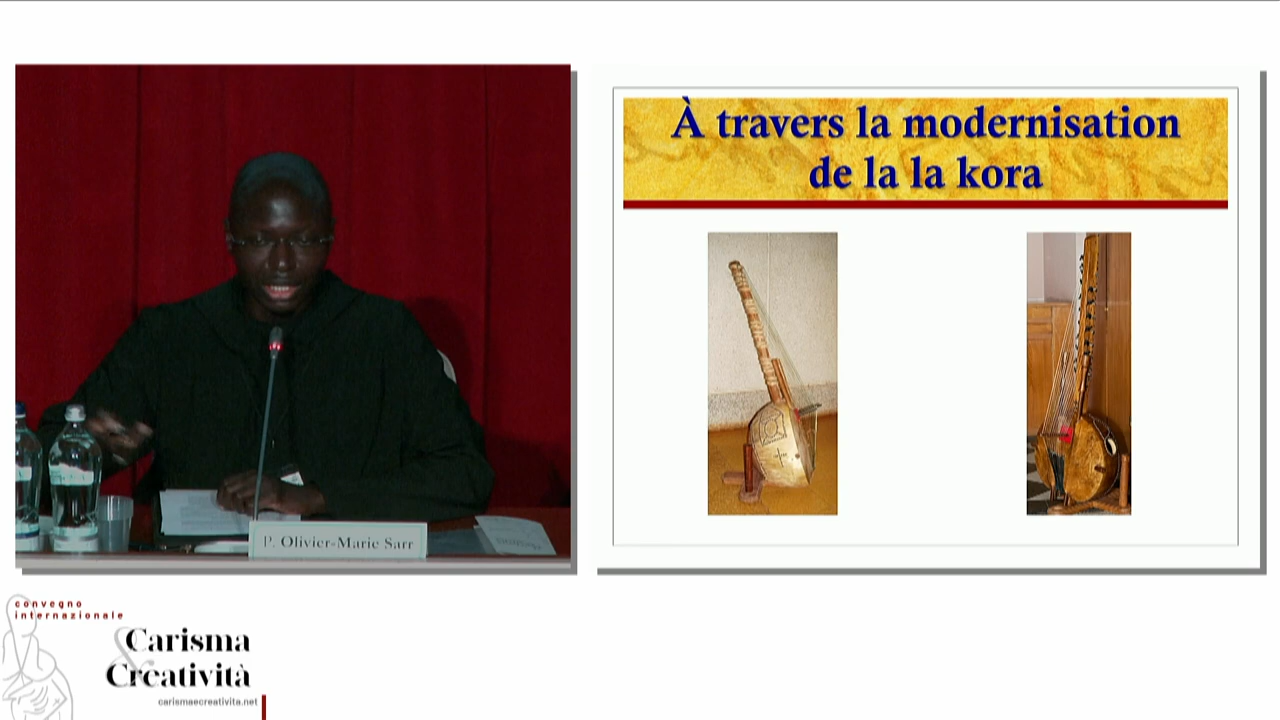 À travers la modernisation
de la la kora
P. Olivier-Marie Sarr
convegno
internazionale
Carisma
&
Creatività
carismaecreativita.net